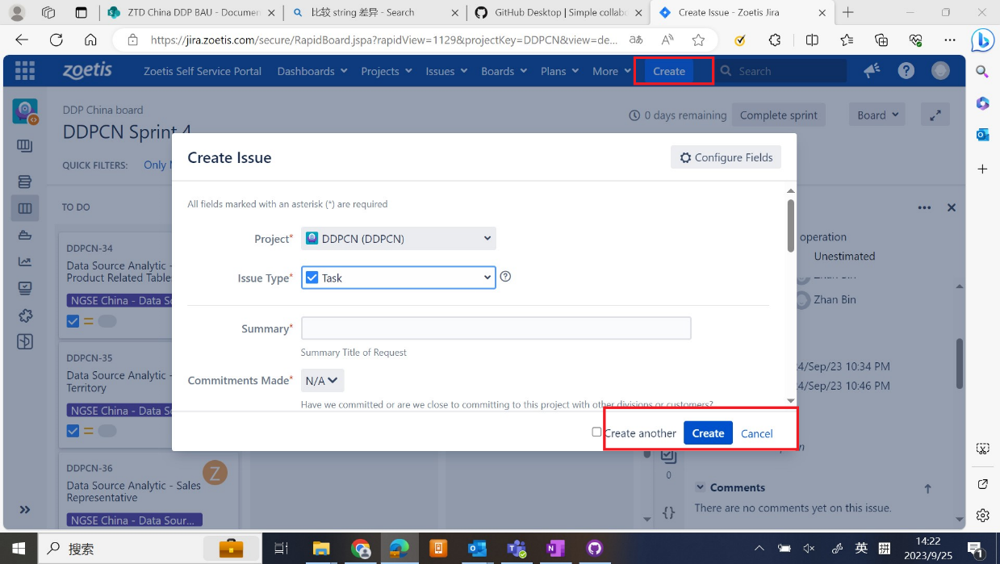 ZTD China DDP BAU - Documen
比较 string 差异 - Search
GitHub Desktop | Simple collab
Create Issue - Zoetis Jira
https://jira.zoetis.com/secure/RapidBoard.jspa?rapidView=1129&projectKey=DDPCN&view=de...
zoetis
Zoetis Self Service Portal
Dashboards
Projects
Issues
Boards
Plans
More
Create
Search
DDP China board
DDPCN Sprint 4
0 days remaining
Complete sprint
Board
QUICK FILTERS:
Only
TO DO
DDPCN-34
Data Source Analytic -
Product Related Table
NGSE China - Data S
DDPCN-35
Data Source Analytic -
Territory
NGSE China - Data S
DDPCN-36
Data Source Analytic - Sales
Representative
NGSE China - Data Sour...
Create Issue
Configure Fields
All fields marked with an asterisk (*) are required
Project*
DDPCN (DDPCN)
Issue Type*
Task
Summary*
Summary Title of Request
Commitments Made*
N/A
Have we committed or are we close to committing to this project with other divisions or customers?
Create another
Create
Cancel
operation
Unestimated
Zhan Bin
4/Sep/23 10:34 PM
4/Sep/23 10:46 PM
0
Comments
There are no comments yet on this issue.
搜索
英
拼
14:22
2023/9/25
1